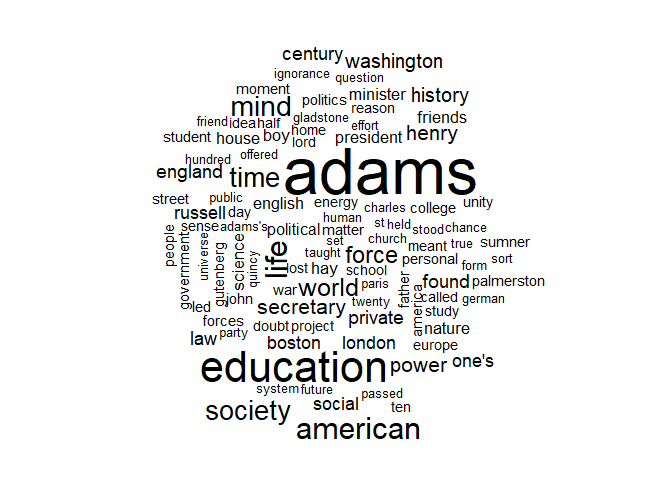 century washington
ignorance question
moment politics minister history
mind gladstone reason
friend idea half home effort friends
student house boy lord president henry
hundred offered
england time adams
street public english energy charles college unity
russell day human
sense adams's political matter st held stood chance
people government universe gutenberg science quincy life set church meant true sumner
taught force personal form sort
lost hay school father america found palmerston
war world paris called german
led john secretary twenty study
forces doubt project private nature
law party boston london europe
education power one's
system future passed
society social ten
american